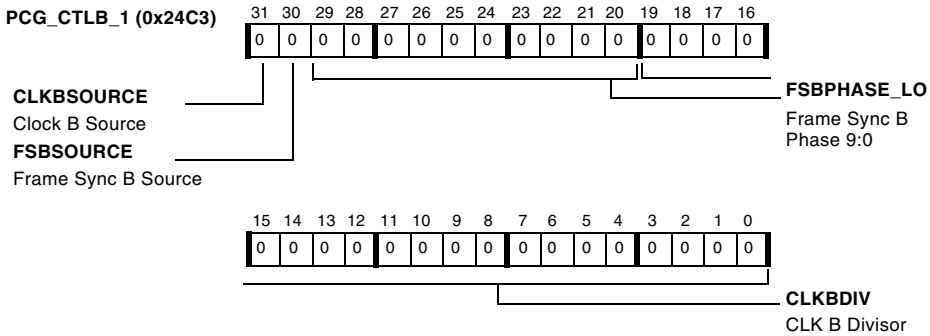 PCG_CTLB_1 (0x24C3)
31 30 29 28 27 26 25 24 23 22 21 20 19 18 17 16
0 0 0 0 0 0 0 0 0 0 0 0 0 0 0 0
CLKBSOURCE
Clock B Source
FSBSOURCE
Frame Sync B Source
FSBPHASE_LO
Frame Sync B
Phase 9:0
15 14 13 12 11 10 9 8 7 6 5 4 3 2 1 0
0 0 0 0 0 0 0 0 0 0 0 0 0 0 0 0
CLKBDIV
CLK B Divisor